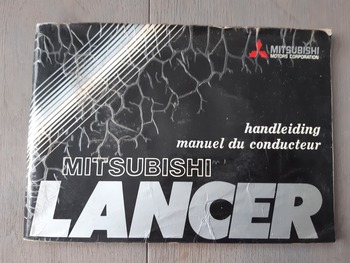 MITSUBISHI
MOTORS CORPORATION
handleiding
manuel du conducteur
MITSUBISHI
LANCER